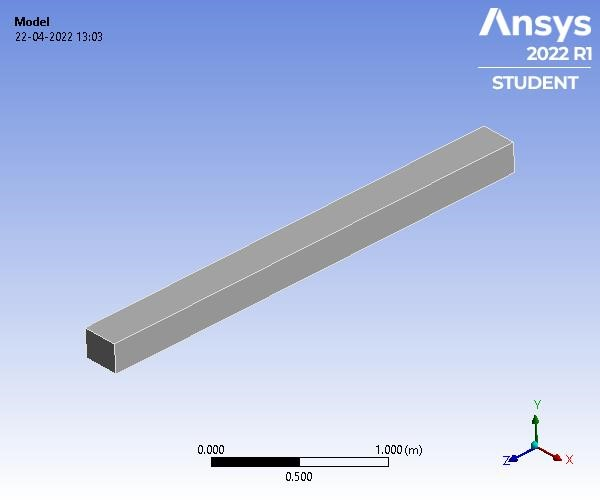 Model
22-04-2022 13:03
Ansys
2022 R1
STUDENT
0.000
1.000 (m)
0.500
Y
Z
X